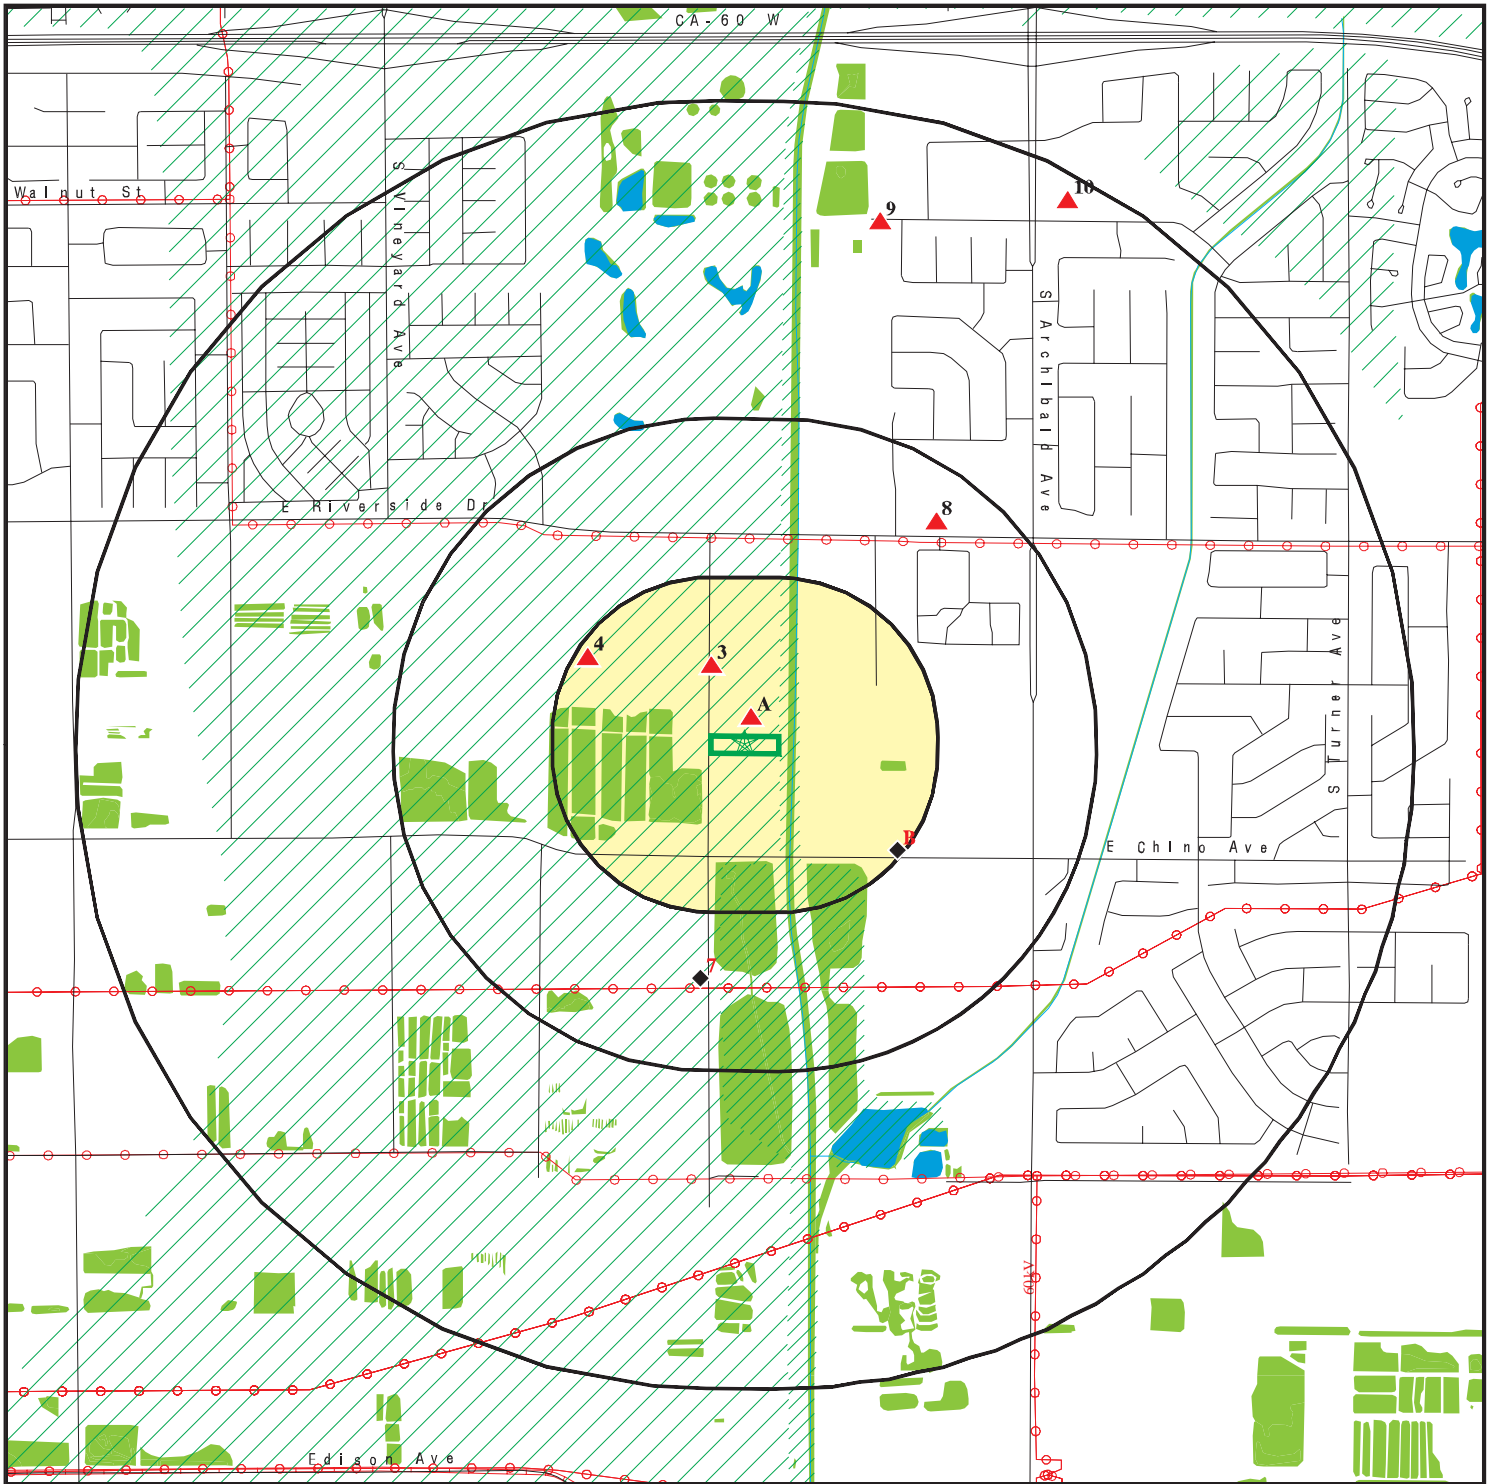 CA-60 W
10
Walnut St
9
S Vineyard Ave
S Archibald Ave
E Riverside Dr
8
4
3
A
S Turner Ave
B
E Chino Ave
7
Edison Ave